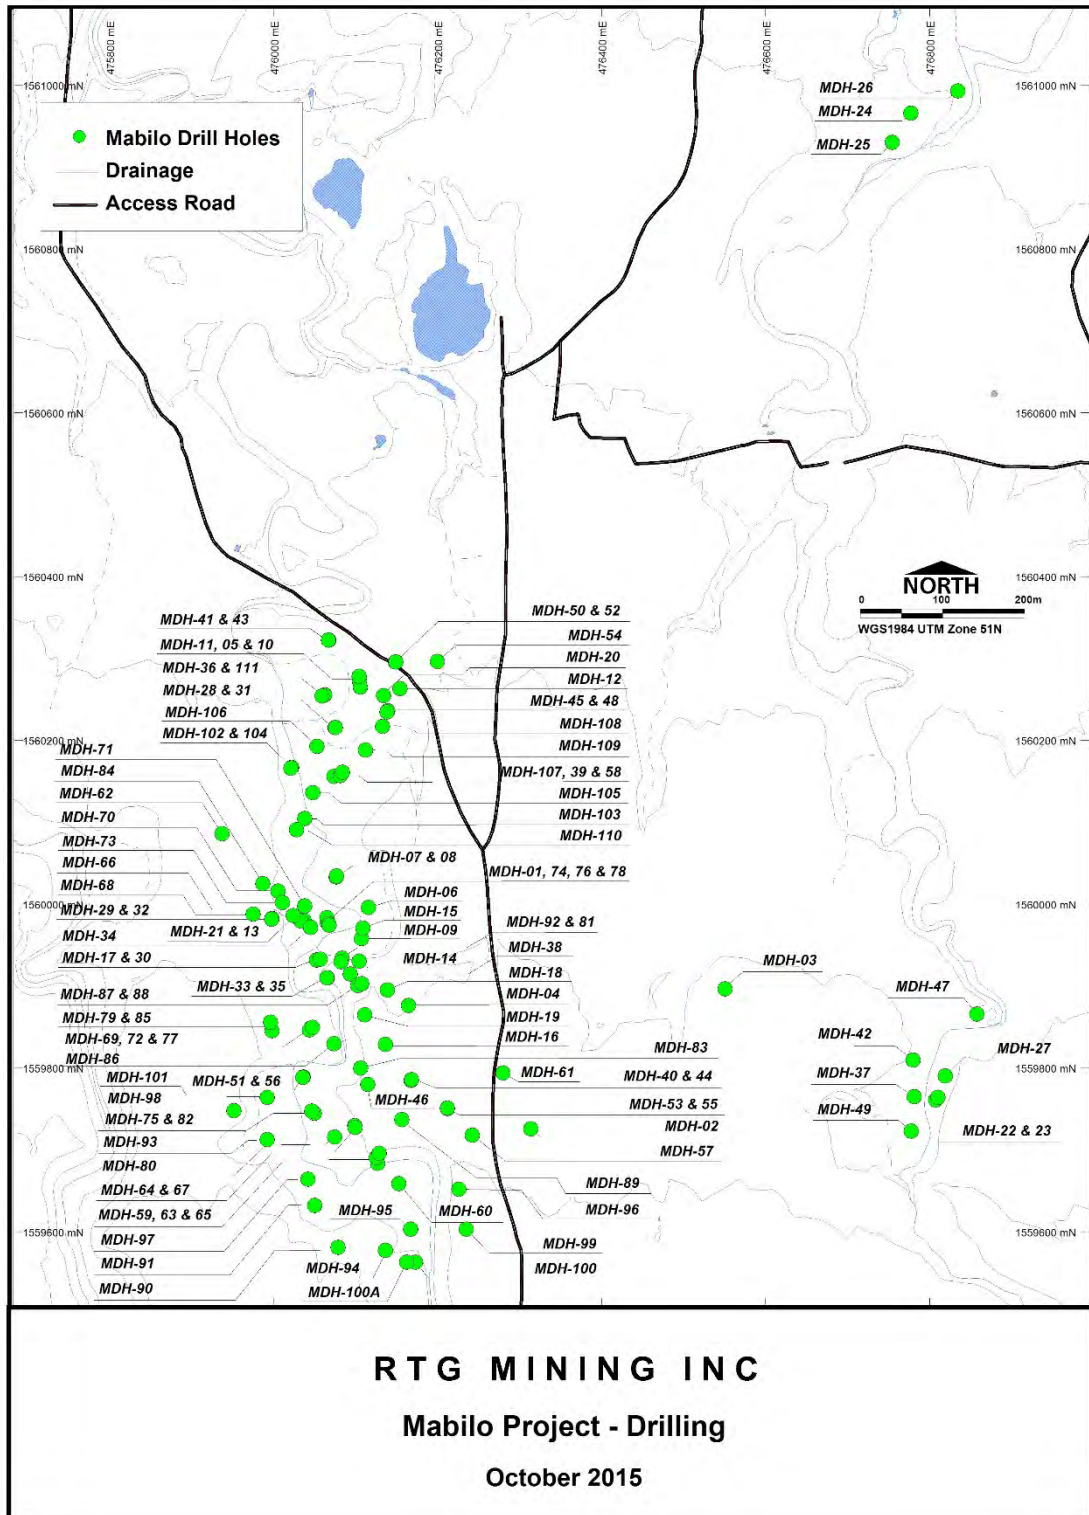 475800 mE
476000 mE
476200 mE
476400 mE
476600 mE
476800 mE
1561000 mN
1561000 mN
MDH-26
MDH-24
MDH-25
Mabilo Drill Holes
Drainage
Access Road
1560800 mN
1560800 mN
1560600 mN
1560600 mN
1560400 mN
1560400 mN
NORTH
0 100 200m
WGS1984 UTM Zone 51N
MDH-41 & 43
MDH-11, 05 & 10
MDH-36 & 111
MDH-28 & 31
MDH-106
MDH-102 & 104
MDH-50 & 52
MDH-54
MDH-20
MDH-12
MDH-45 & 48
MDH-108
MDH-109
MDH-107, 39 & 58
MDH-105
MDH-103
MDH-110
1560200 mN
1560200 mN
MDH-71
MDH-84
MDH-62
MDH-70
MDH-73
MDH-66
MDH-68
MDH-29 & 32
MDH-34
MDH-17 & 30
MDH-21 & 13
MDH-07 & 08
MDH-01, 74, 76 & 78
MDH-06
MDH-15
MDH-09
MDH-14
MDH-92 & 81
MDH-38
MDH-18
MDH-04
MDH-19
MDH-16
1560000 mN
1560000 mN
MDH-03
MDH-47
MDH-42
MDH-27
MDH-37
MDH-49
MDH-22 & 23
MDH-33 & 35
MDH-87 & 88
MDH-79 & 85
MDH-69, 72 & 77
MDH-86
1559800 mN
1559800 mN
MDH-83
MDH-61
MDH-40 & 44
MDH-53 & 55
MDH-02
MDH-57
MDH-46
MDH-101
MDH-51 & 56
MDH-98
MDH-75 & 82
MDH-93
MDH-80
MDH-64 & 67
MDH-59, 63 & 65
MDH-97
MDH-91
MDH-90
MDH-95
MDH-60
MDH-89
MDH-96
MDH-99
MDH-100
MDH-94
MDH-100A
1559600 mN
1559600 mN
RTG MINING INC
Mabilo Project - Drilling
October 2015